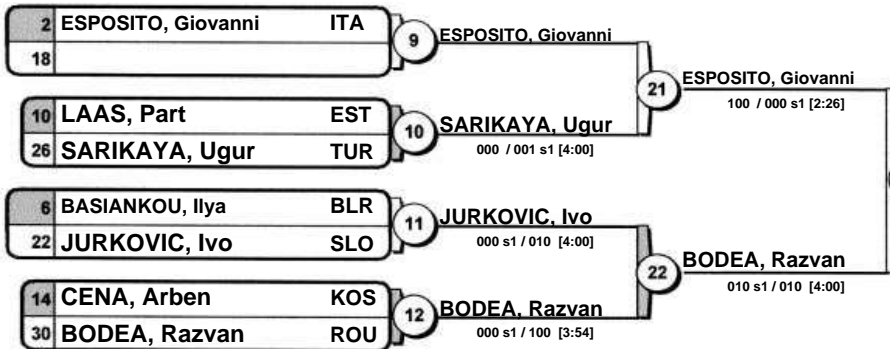 2 ESPOSITO, Giovanni ITA
18
9
ESPOSITO, Giovanni
10 LAAS, Part EST
26 SARIKAYA, Ugur TUR
10
SARIKAYA, Ugur
000 / 001 s1 [4:00]
21
ESPOSITO, Giovanni
100 / 000 s1 [2:26]
6 BASIANKOU, Ilya BLR
22 JURKOVIC, Ivo SLO
11
JURKOVIC, Ivo
000 s1 / 010 [4:00]
14 CENA, Arben KOS
30 BODEA, Razvan ROU
12
BODEA, Razvan
000 s1 / 100 [3:54]
22
BODEA, Razvan
010 s1 / 010 [4:00]